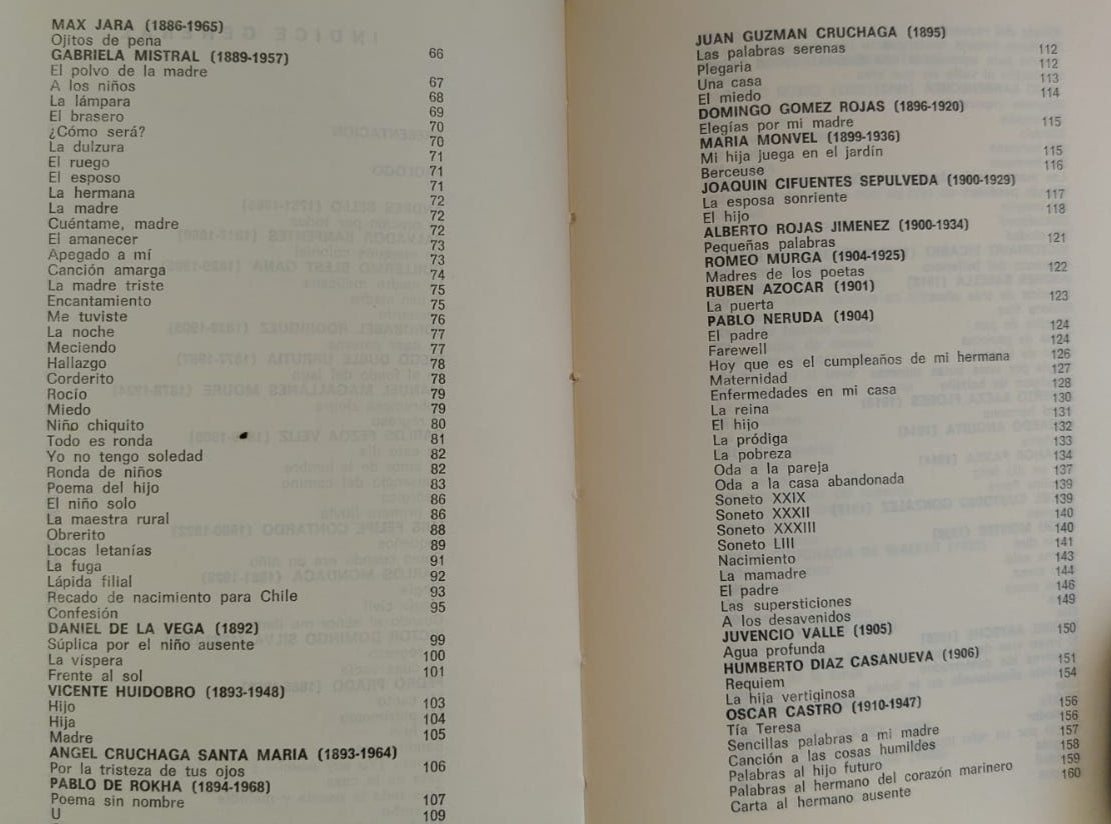 MAX JARA (1886-1965)
Ojitos de pena 66
GABRIELA MISTRAL (1889-1957)
El polvo de la madre 67
A los niños 68
La lámpara 69
El brasero 70
¿Cómo será? 70
La dulzura 71
El ruego 71
El esposo 71
La hermana 72
La madre 72
Cuéntame, madre 72
El amanecer 73
Apegado a mí 73
Canción amarga 74
La madre triste 75
Encantamiento 75
Me tuviste 76
La noche 77
Meciendo 77
Hallazgo 78
Corderito 78
Rocío 79
Miedo 79
Niño chiquito 80
Todo es ronda 81
Yo no tengo soledad 82
Ronda de niños 82
Poema del hijo 83
El niño solo 86
La maestra rural 86
Obrerito 88
Locas letanías 89
La fuga 91
Lápida filial 92
Recado de nacimiento para Chile 93
Confesión 95
DANIEL DE LA VEGA (1892)
Súplica por el niño ausente 99
La víspera 100
Frente al sol 101
VICENTE HUIDOBRO (1893-1948)
Hijo 103
Hija 104
Madre 105
ANGEL CRUCHAGA SANTA MARIA (1893-1964)
Por la tristeza de tus ojos 106
PABLO DE ROKHA (1894-1968)
Poema sin nombre 107
U 109
JUAN GUZMAN CRUCHAGA (1895)
Las palabras serenas 112
Plegaria 112
Una casa 113
El miedo 114
DOMINGO GOMEZ ROJAS (1896-1920)
Elegías por mi madre 115
MARIA MONVEL (1899-1936)
Mi hija juega en el jardín 115
Berceuse 116
JOAQUIN CIFUENTES SEPULVEDA (1900-1929)
La esposa sonriente 117
El hijo 118
ALBERTO ROJAS JIMENEZ (1900-1934)
Pequeñas palabras 121
ROMEO MURGA (1904-1925)
Madres de los poetas 122
RUBEN AZOCAR (1901)
La puerta 123
PABLO NERUDA (1904)
El padre 124
Farewell 124
Hoy que es el cumpleaños de mi hermana 126
Maternidad 127
Enfermedades en mi casa 128
La reina 130
El hijo 131
La pródiga 132
La pobreza 133
Oda a la pareja 134
Oda a la casa abandonada 137
Soneto XXIX 139
Soneto XXXII 139
Soneto XXXIII 140
Soneto LIII 140
Nacimiento 141
La mamadre 143
El padre 144
Las supersticiones 146
A los desavenidos 149
JUVENCIO VALLE (1905)
Agua profunda 150
HUMBERTO DIAZ CASANUEVA (1906)
Requiem 151
La hija vertiginosa 154
OSCAR CASTRO (1910-1947)
Tía Teresa 156
Sencillas palabras a mi madre 156
Canción a las cosas humildes 157
Palabras al hijo futuro 158
Palabras al hermano del corazón marinero 159
Carta al hermano ausente 160